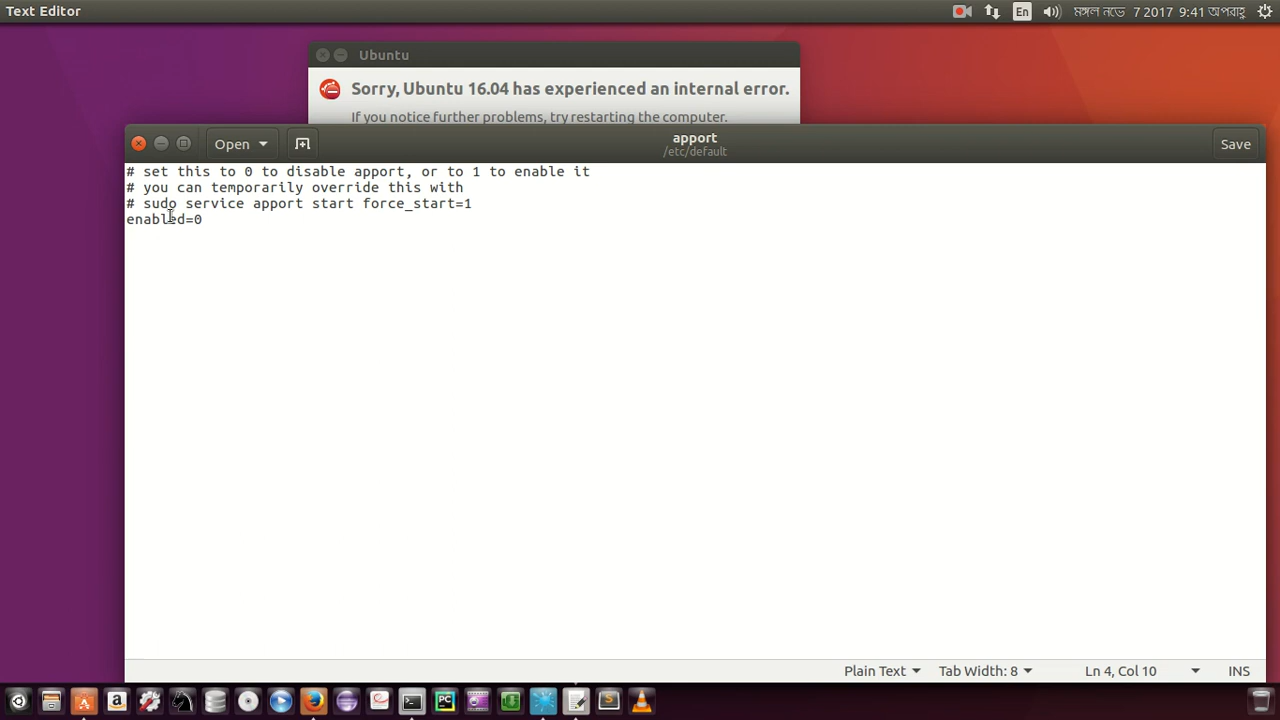 Text Editor
En
মঙ্গল নভে 7 2017 9:41 অপরাহ্ণ
Ubuntu
Sorry, Ubuntu 16.04 has experienced an internal error.
If you notice further problems, try restarting the computer.
Open
apport
/etc/default
Save
# set this to 0 to disable apport, or to 1 to enable it
# you can temporarily override this with
# sudo service apport start force_start=1
enabled=0
Plain Text
Tab Width: 8
Ln 4, Col 10
INS